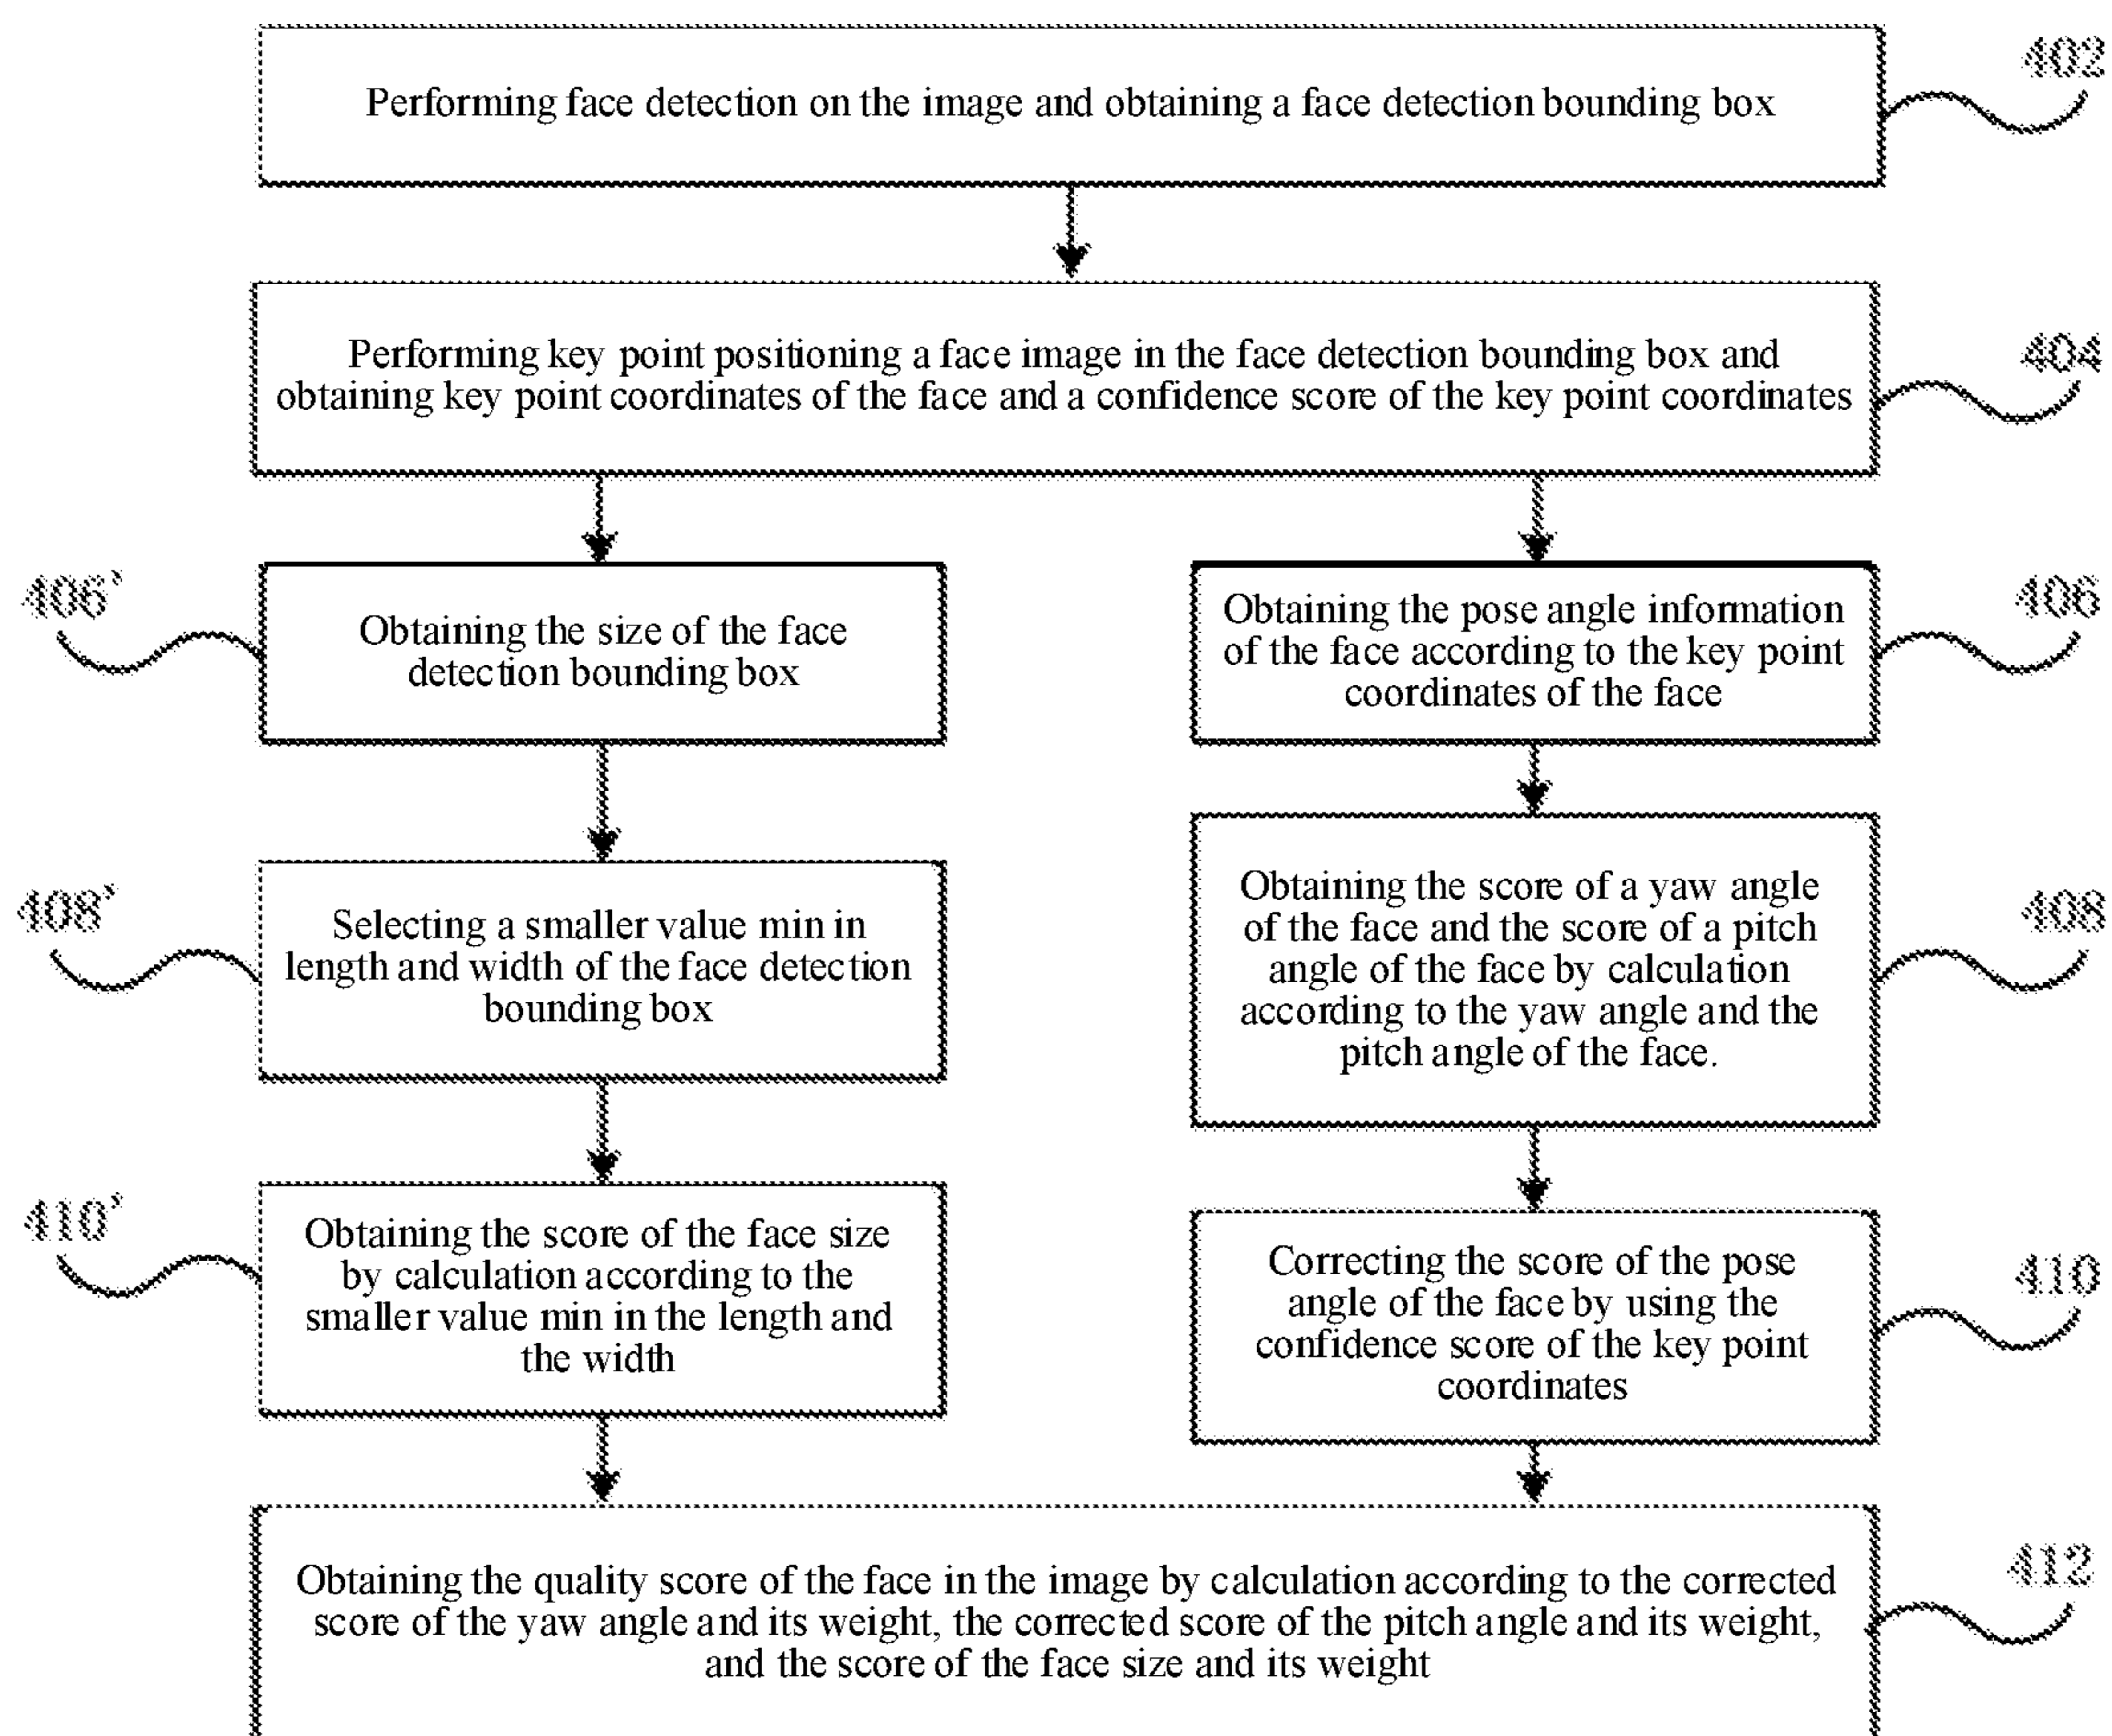 Performing face detection on the image and obtaining a face detection bounding box
402
Performing key point positioning a face image in the face detection bounding box and
obtaining key point coordinates of the face and a confidence score of the key point coordinates
404
406'
Obtaining the size of the face
detection bounding box
Obtaining the pose angle information
of the face according to the key point
coordinates of the face
406
408'
Selecting a smaller value min in
length and width of the face detection
bounding box
Obtaining the score of a yaw angle
of the face and the score of a pitch
angle of the face by calculation
according to the yaw angle and the
pitch angle of the face.
408
410'
Obtaining the score of the face size
by calculation according to the
smaller value min in the length and
the width
Correcting the score of the pose
angle of the face by using the
confidence score of the key point
coordinates
410
Obtaining the quality score of the face in the image by calculation according to the corrected
score of the yaw angle and its weight, the corrected score of the pitch angle and its weight,
and the score of the face size and its weight
412